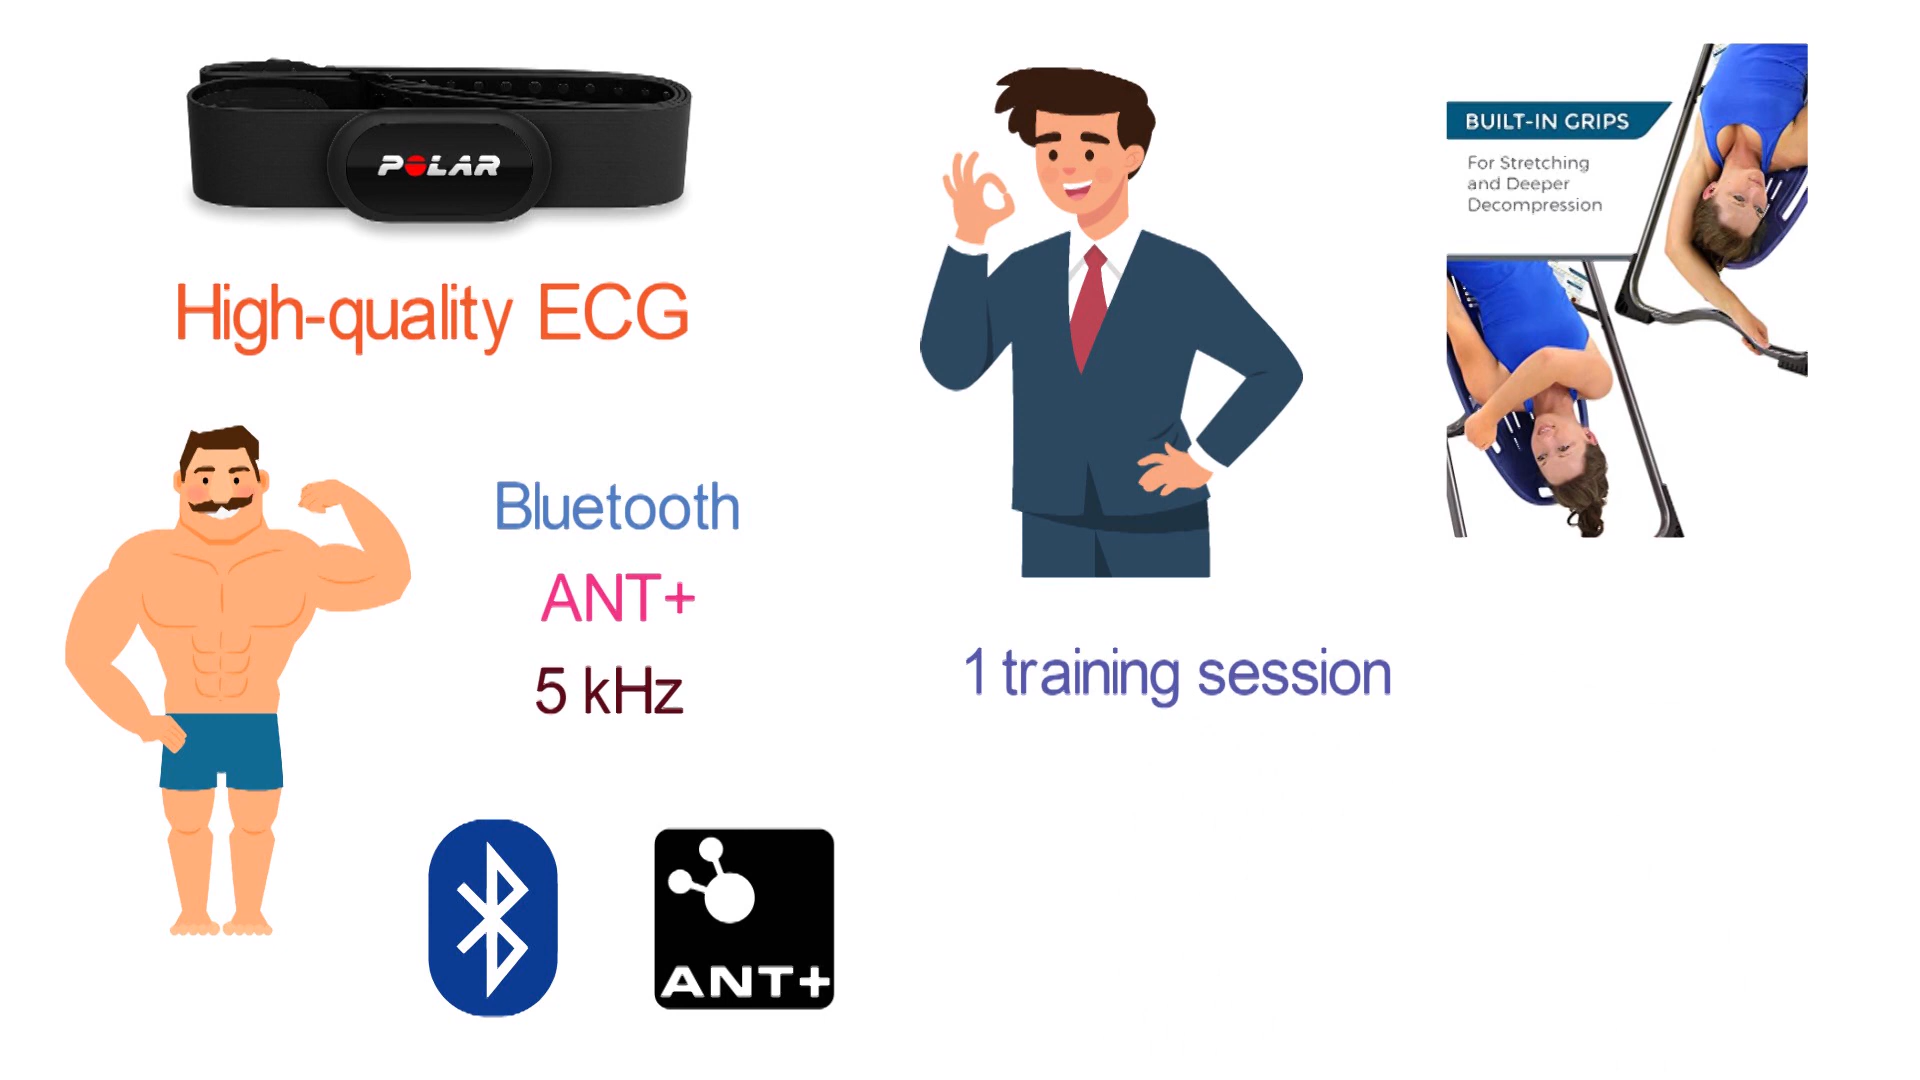 POLAR
High-quality ECG
Bluetooth
ANT+
5 kHz
ANT+
1 training session
BUILT-IN GRIPS
For Stretching
and Deeper
Decompression